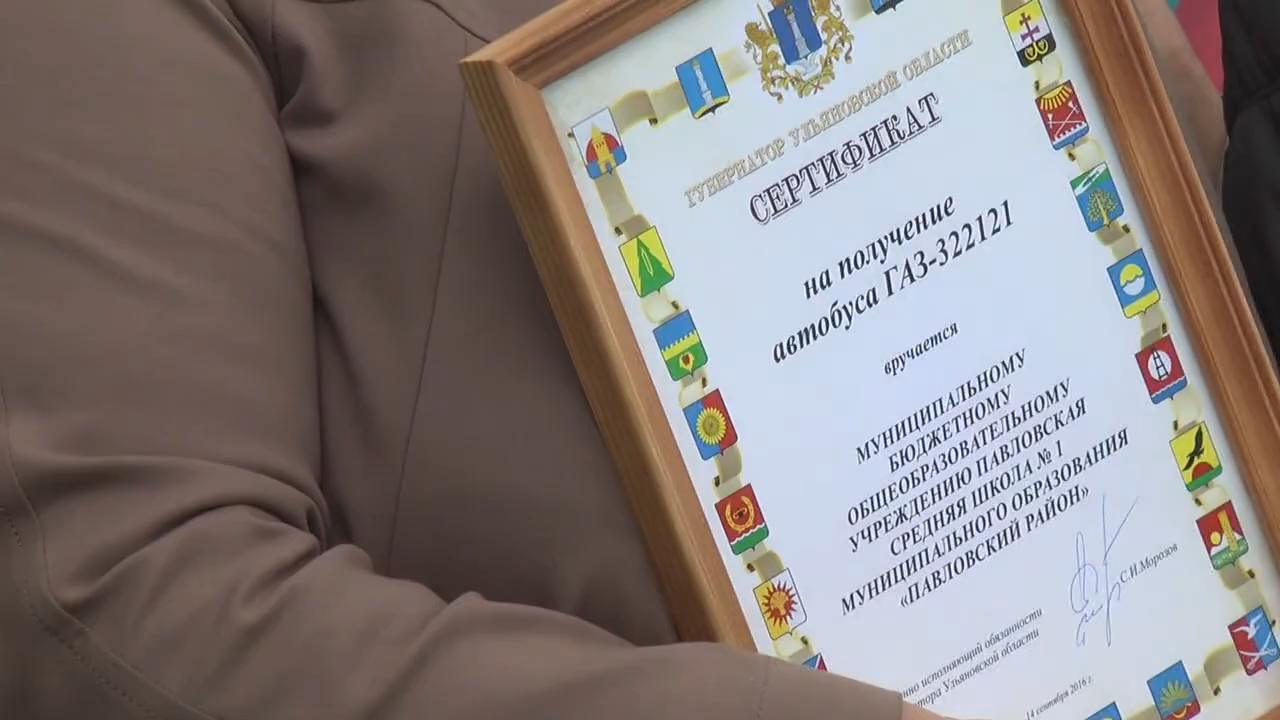 ГУБЕРНАТОР УЛЬЯНОВСКОЙ ОБЛАСТИ
СЕРТИФИКАТ
на получение
автобуса ГАЗ-322121
вручается
МУНИЦИПАЛЬНОМУ
БЮДЖЕТНОМУ
ОБЩЕОБРАЗОВАТЕЛЬНОМУ
УЧРЕЖДЕНИЮ ПАВЛОВСКАЯ
СРЕДНЯЯ ШКОЛА № 1
МУНИЦИПАЛЬНОГО ОБРАЗОВАНИЯ
«ПАВЛОВСКИЙ РАЙОН»
исполняющий обязанности
Ульяновской области
С.И.Морозов
14 сентября 2016 г.